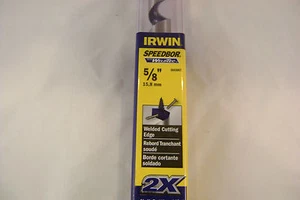 IRWIN
SPEEDBOR
5/8"
15,8 mm
Welded Cutting
Edge
Rebord Tranchant
soudé
Borde cortante
soldado
2X